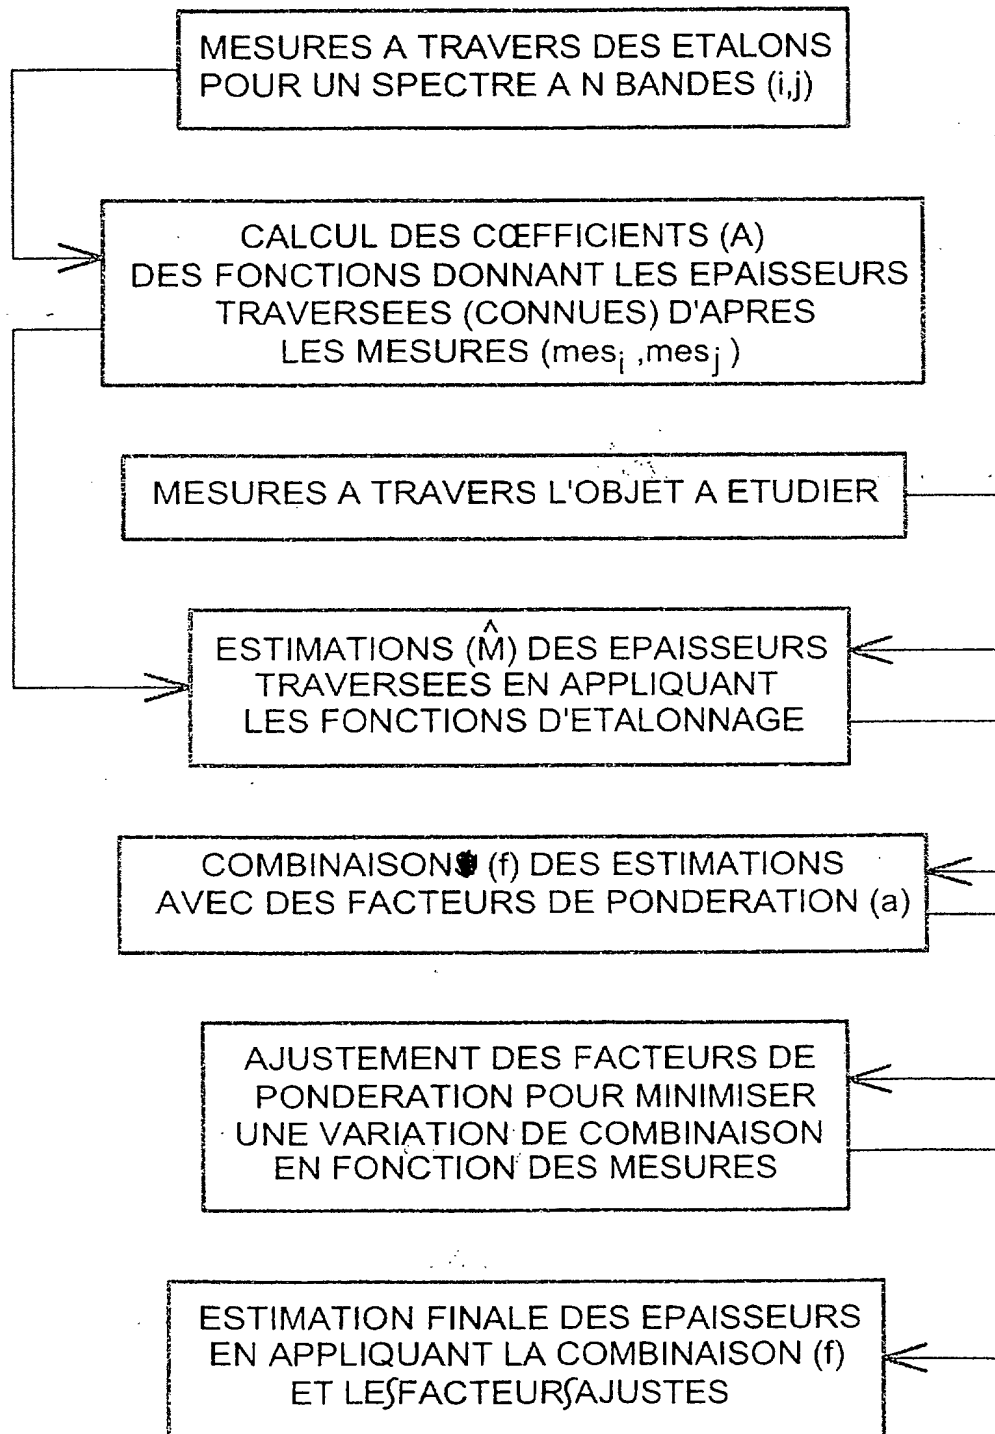 MESURES A TRAVERS DES ETALONS
POUR UN SPECTRE A N BANDES (i,j)
CALCUL DES CŒFFICIENTS (A)
DES FONCTIONS DONNANT LES EPAISSEURS
TRAVERSEES (CONNUES) D'APRES
LES MESURES (mesi ,mesj )
MESURES A TRAVERS L'OBJET A ETUDIER
ESTIMATIONS (M̂) DES EPAISSEURS
TRAVERSEES EN APPLIQUANT
LES FONCTIONS D'ETALONNAGE
COMBINAISON (f) DES ESTIMATIONS
AVEC DES FACTEURS DE PONDERATION (a)
AJUSTEMENT DES FACTEURS DE
PONDERATION POUR MINIMISER
UNE VARIATION DE COMBINAISON
EN FONCTION DES MESURES
ESTIMATION FINALE DES EPAISSEURS
EN APPLIQUANT LA COMBINAISON (f)
ET LES FACTEURS AJUSTES